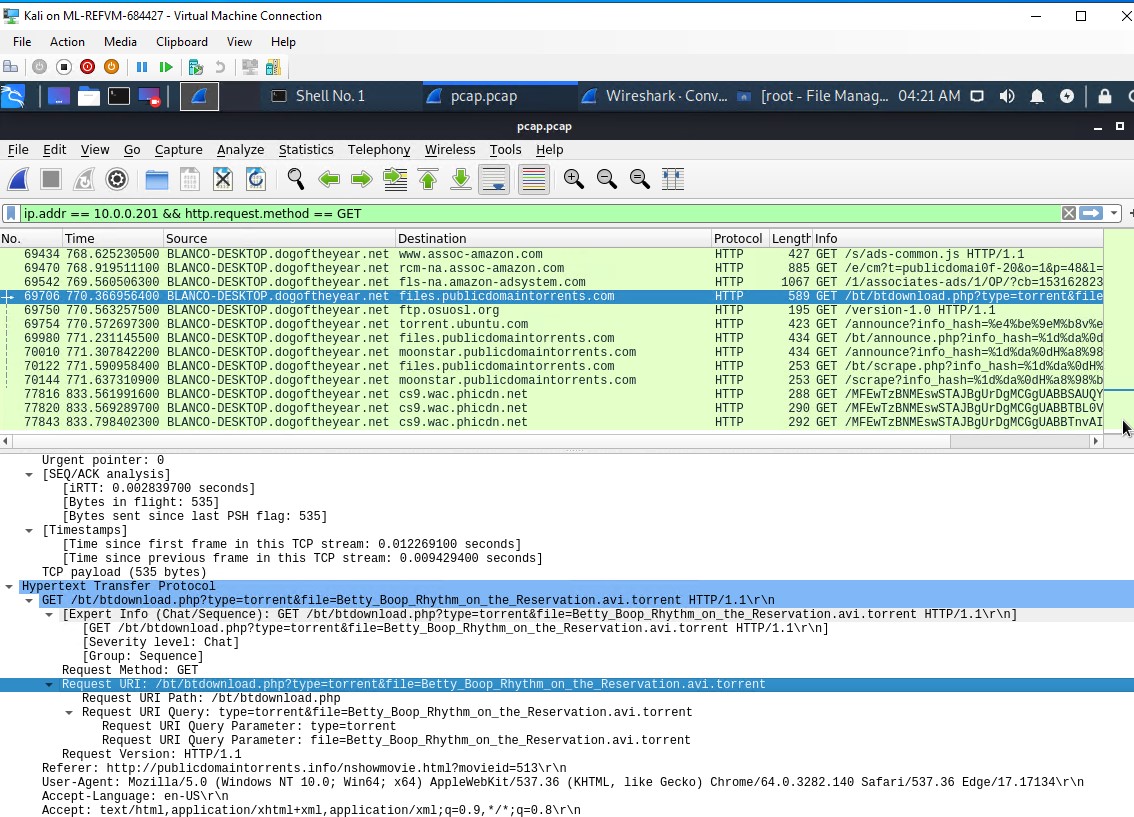 Kali on ML-REFVM-684427 - Virtual Machine Connection
File Action Media Clipboard View Help
Shell No. 1 pcap.pcap Wireshark · Conv... [root - File Manag... 04:21 AM
pcap.pcap
File Edit View Go Capture Analyze Statistics Telephony Wireless Tools Help
ip.addr == 10.0.0.201 && http.request.method == GET
No. Time Source Destination Protocol Length Info
69434 768.625230500 BLANCO-DESKTOP.dogoftheyear.net www.assoc-amazon.com HTTP 427 GET /s/ads-common.js HTTP/1.1
69470 768.919511100 BLANCO-DESKTOP.dogoftheyear.net rcm-na.assoc-amazon.com HTTP 885 GET /e/cm?t=publicdomai0f-20&o=1&p=48&l=
69542 769.560506300 BLANCO-DESKTOP.dogoftheyear.net fls-na.amazon-adsystem.com HTTP 1067 GET /1/associates-ads/1/OP/?cb=153162823
69706 770.366956400 BLANCO-DESKTOP.dogoftheyear.net files.publicdomaintorrents.com HTTP 589 GET /bt/btdownload.php?type=torrent&file
69750 770.563257500 BLANCO-DESKTOP.dogoftheyear.net ftp.osuosl.org HTTP 195 GET /version-1.0 HTTP/1.1
69754 770.572697300 BLANCO-DESKTOP.dogoftheyear.net torrent.ubuntu.com HTTP 423 GET /announce?info_hash=%e4%be%9eM%b8v%e
69980 771.231145500 BLANCO-DESKTOP.dogoftheyear.net files.publicdomaintorrents.com HTTP 434 GET /bt/announce.php?info_hash=%1d%da%0d
70010 771.307842200 BLANCO-DESKTOP.dogoftheyear.net moonstar.publicdomaintorrents.com HTTP 434 GET /announce?info_hash=%1d%da%0dH%a8%98
70122 771.590958400 BLANCO-DESKTOP.dogoftheyear.net files.publicdomaintorrents.com HTTP 253 GET /bt/scrape.php?info_hash=%1d%da%0dH%
70144 771.637310900 BLANCO-DESKTOP.dogoftheyear.net moonstar.publicdomaintorrents.com HTTP 253 GET /scrape?info_hash=%1d%da%0dH%a8%98%b
77816 833.561991600 BLANCO-DESKTOP.dogoftheyear.net cs9.wac.phicdn.net HTTP 288 GET /MFEwTzBNMEswSTAJBgUrDgMCGgUABBSAUQY
77820 833.569289700 BLANCO-DESKTOP.dogoftheyear.net cs9.wac.phicdn.net HTTP 290 GET /MFEwTzBNMEswSTAJBgUrDgMCGgUABBTBL0V
77843 833.798402300 BLANCO-DESKTOP.dogoftheyear.net cs9.wac.phicdn.net HTTP 292 GET /MFEwTzBNMEswSTAJBgUrDgMCGgUABBTnvAI
Urgent pointer: 0
[SEQ/ACK analysis]
[iRTT: 0.002839700 seconds]
[Bytes in flight: 535]
[Bytes sent since last PSH flag: 535]
[Timestamps]
[Time since first frame in this TCP stream: 0.012269100 seconds]
[Time since previous frame in this TCP stream: 0.009429400 seconds]
TCP payload (535 bytes)
Hypertext Transfer Protocol
GET /bt/btdownload.php?type=torrent&file=Betty_Boop_Rhythm_on_the_Reservation.avi.torrent HTTP/1.1\r\n
[Expert Info (Chat/Sequence): GET /bt/btdownload.php?type=torrent&file=Betty_Boop_Rhythm_on_the_Reservation.avi.torrent HTTP/1.1\r\n]
[GET /bt/btdownload.php?type=torrent&file=Betty_Boop_Rhythm_on_the_Reservation.avi.torrent HTTP/1.1\r\n]
[Severity level: Chat]
[Group: Sequence]
Request Method: GET
Request URI: /bt/btdownload.php?type=torrent&file=Betty_Boop_Rhythm_on_the_Reservation.avi.torrent
Request URI Path: /bt/btdownload.php
Request URI Query: type=torrent&file=Betty_Boop_Rhythm_on_the_Reservation.avi.torrent
Request URI Query Parameter: type=torrent
Request URI Query Parameter: file=Betty_Boop_Rhythm_on_the_Reservation.avi.torrent
Request Version: HTTP/1.1
Referer: http://publicdomaintorrents.info/nshowmovie.html?movieid=513\r\n
User-Agent: Mozilla/5.0 (Windows NT 10.0; Win64; x64) AppleWebKit/537.36 (KHTML, like Gecko) Chrome/64.0.3282.140 Safari/537.36 Edge/17.17134\r\n
Accept-Language: en-US\r\n
Accept: text/html,application/xhtml+xml,application/xml;q=0.9,*/*;q=0.8\r\n